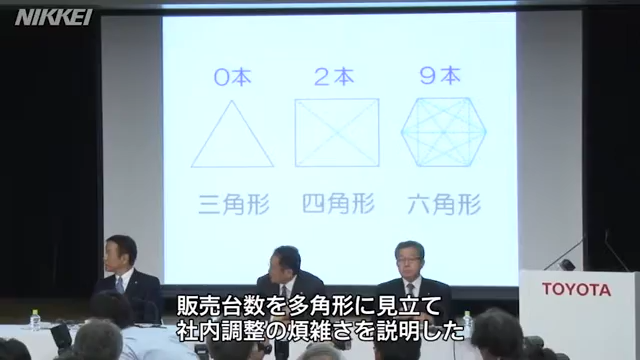 NIKKEI
0本 2本 9本
三角形 四角形 六角形
TOYOTA
販売台数を多角形に見立て
社内調整の煩雑さを説明した